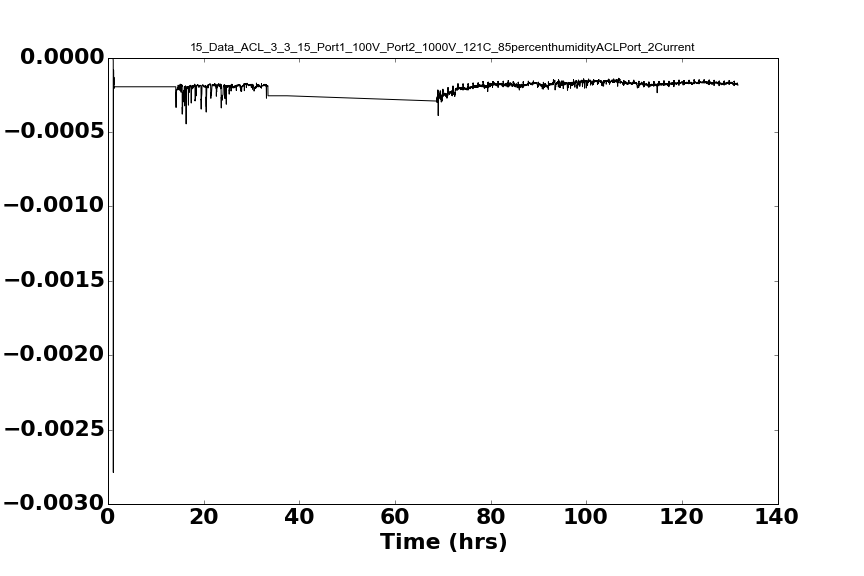 15_Data_ACL_3_3_15_Port1_100V_Port2_1000V_121C_85percenthumidityACLPort_2Current
0.0000
−0.0005
−0.0010
−0.0015
−0.0020
−0.0025
−0.0030
0 20 40 60 80 100 120 140
Time (hrs)